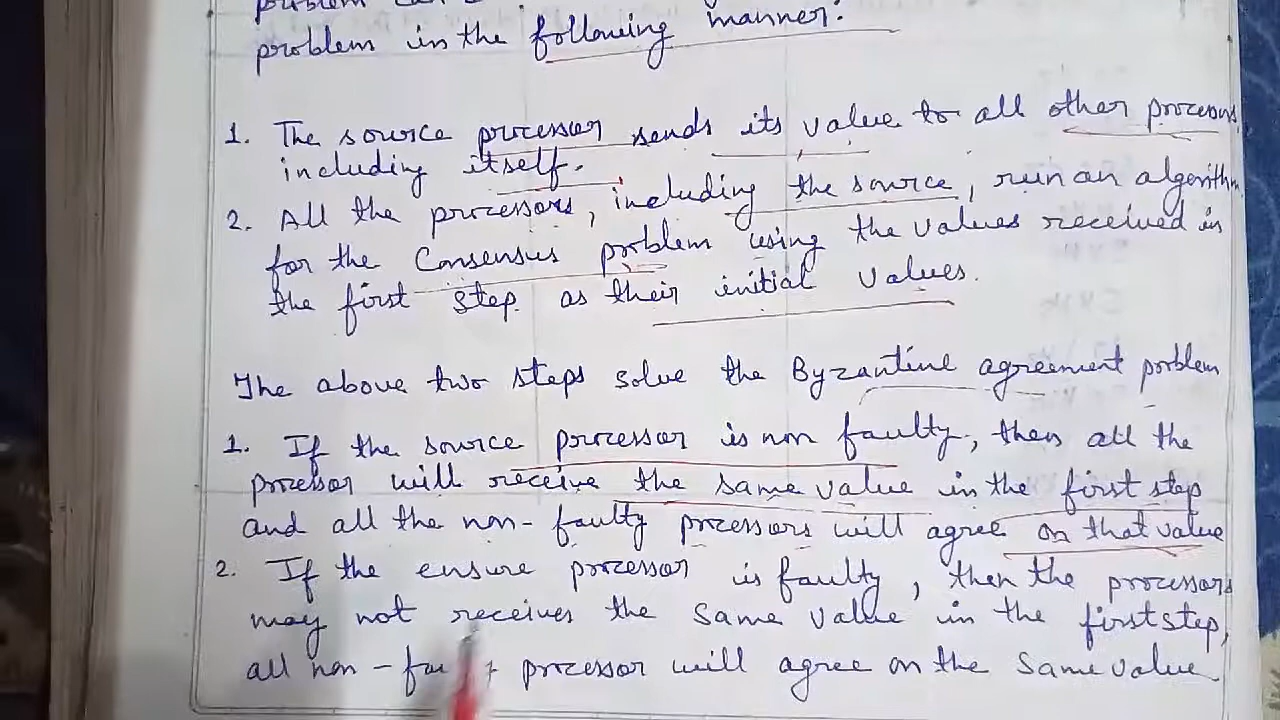 problem in the following manner:
1. The source processor sends its value to all other processors,
including itself.
2. All the processors, including the source, run an algorithm
for the Consensus problem using the values received in
the first step as their initial values.
The above two steps solve the Byzantine agreement problem
1. If the source processor is non faulty, then all the
processor will receive the same value in the first step
and all the non-faulty processors will agree on that value
2. If the ensure processor is faulty, then the processors
may not receives the same value in the first step,
all non- processor will agree on the same value.